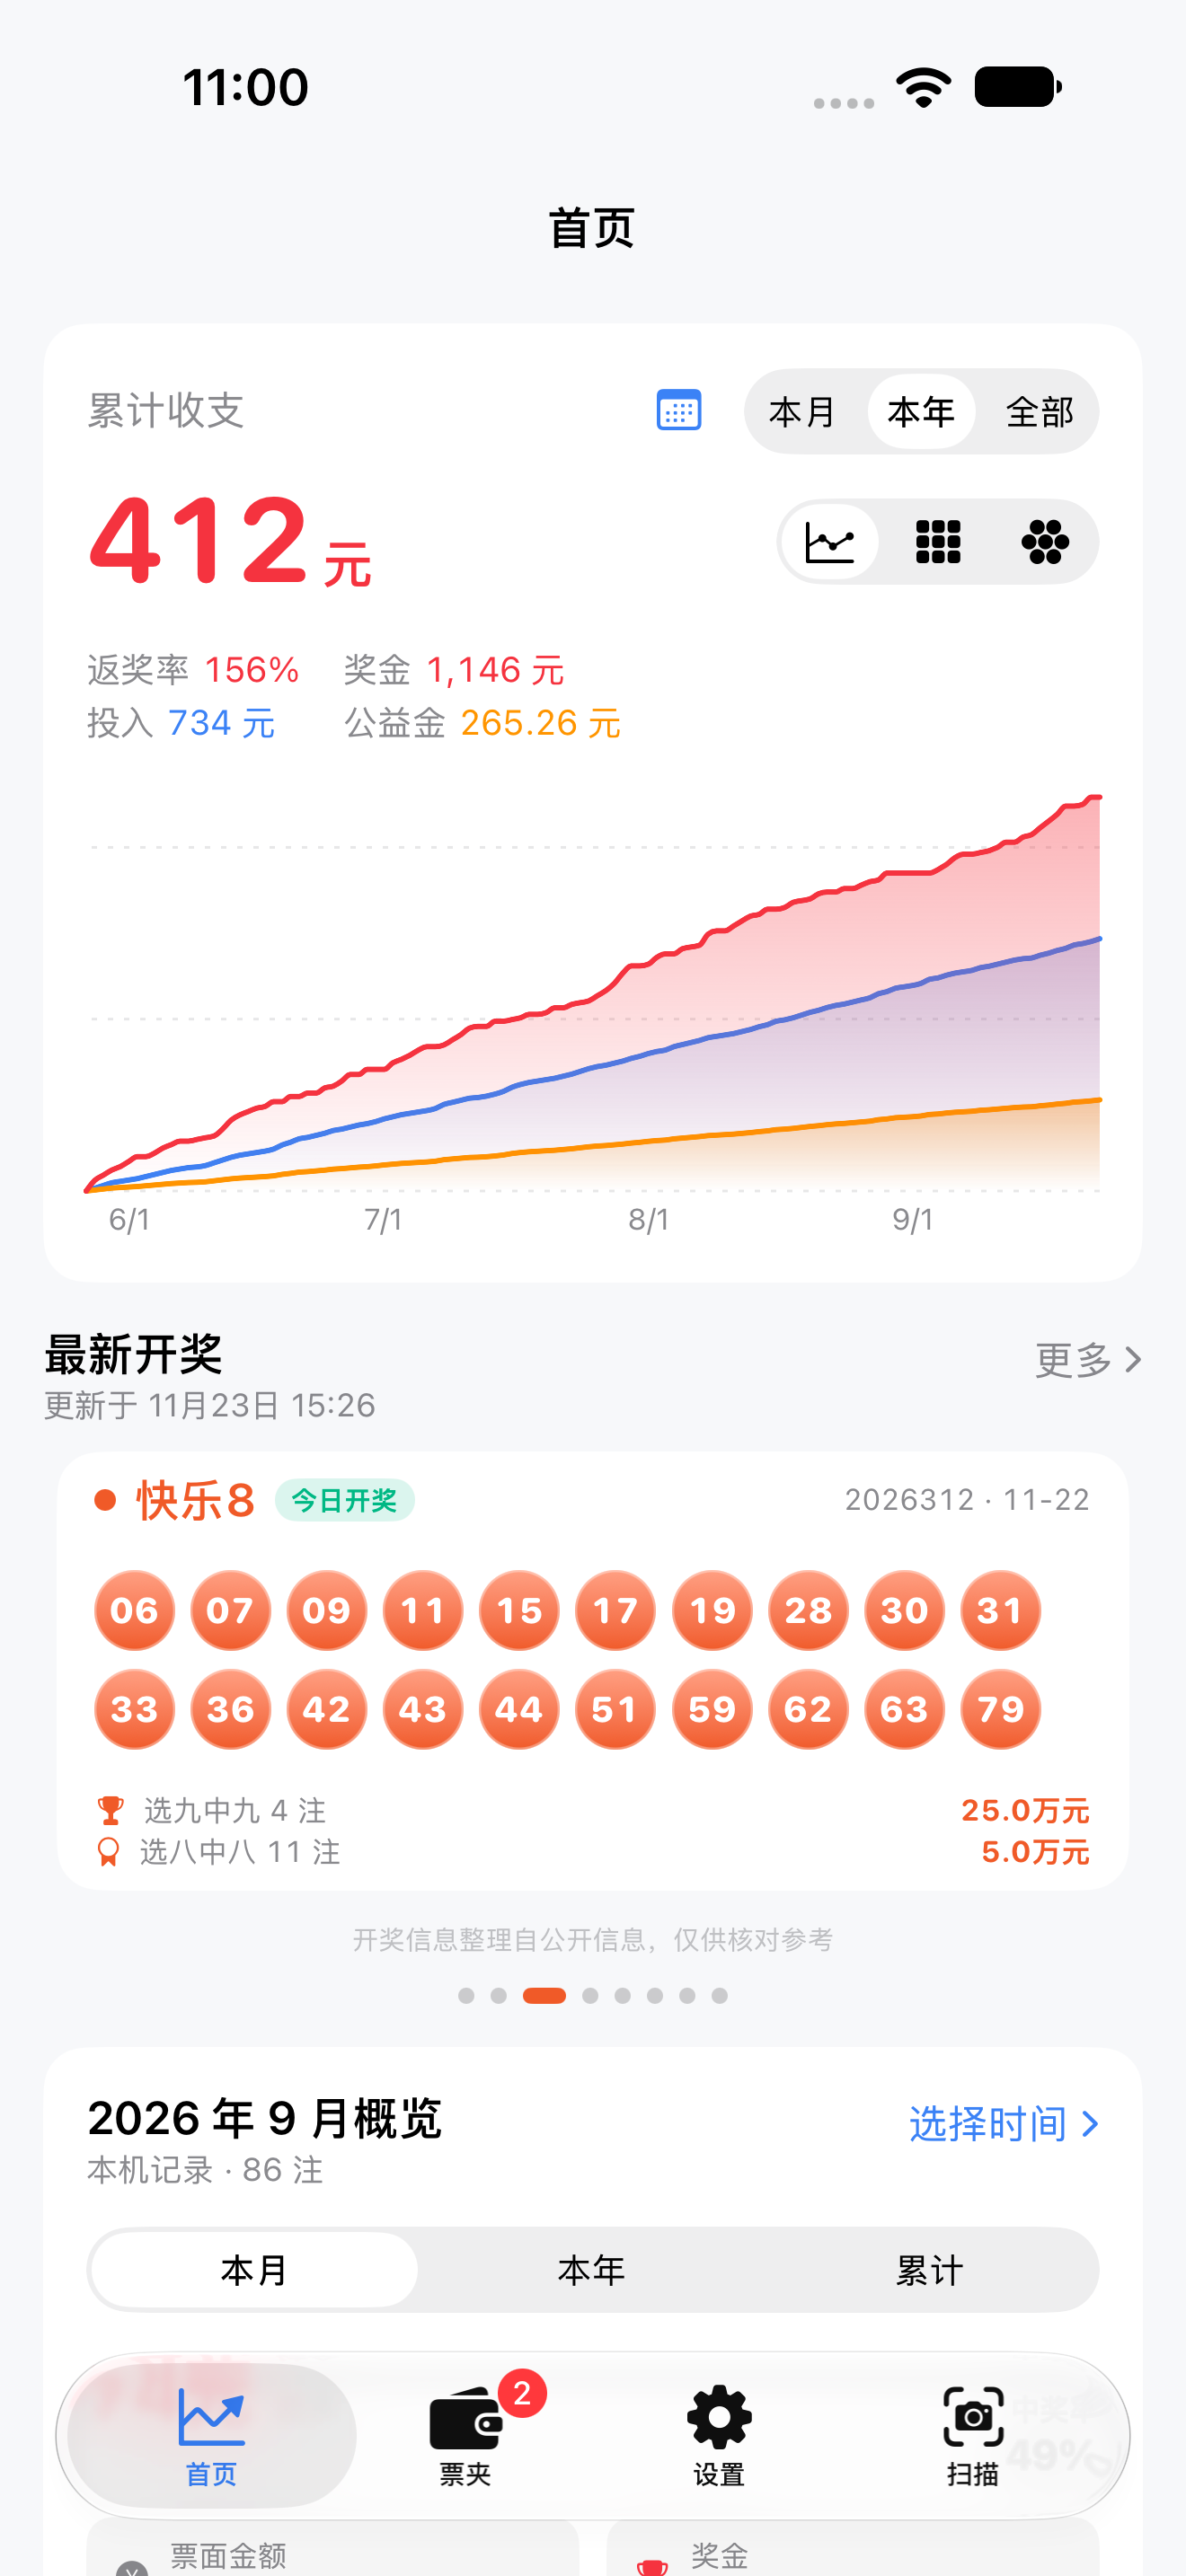 11:00
首页
累计收支
本月 本年 全部
412 元
返奖率 156% 奖金 1,146 元
投入 734 元 公益金 265.26 元
6/1 7/1 8/1 9/1
最新开奖
更多
更新于 11月23日 15:26
快乐8 今日开奖 2026312 · 11-22
06 07 09 11 15 17 19 28 30 31
33 36 42 43 44 51 59 62 63 79
选九中九 4 注 25.0万元
选八中八 11 注 5.0万元
开奖信息整理自公开信息，仅供核对参考
2026 年 9 月概览
选择时间
本机记录 · 86 注
本月 本年 累计
2
中奖率
49%
首页 票夹 设置 扫描
票面金额 奖金